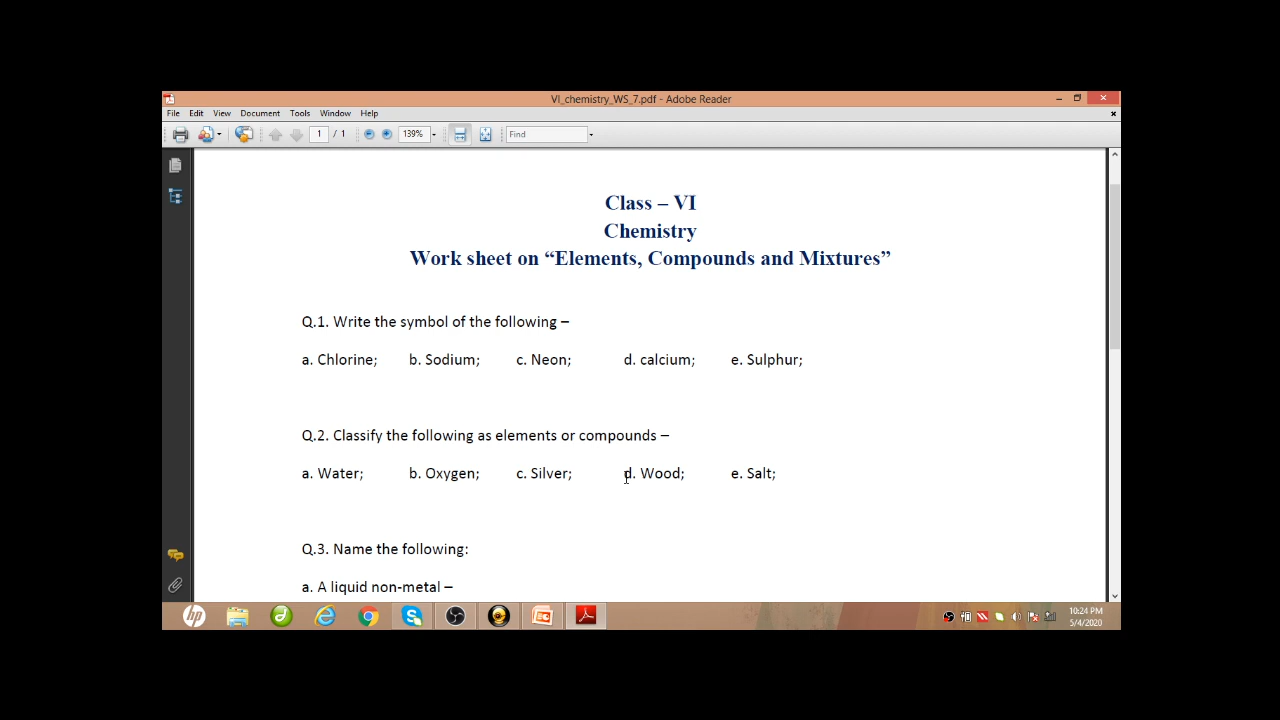 VI_chemistry_WS_7.pdf - Adobe Reader
File Edit View Document Tools Window Help
1 / 1 139% Find
Class – VI
Chemistry
Work sheet on “Elements, Compounds and Mixtures”
Q.1. Write the symbol of the following –
a. Chlorine; b. Sodium; c. Neon; d. calcium; e. Sulphur;
Q.2. Classify the following as elements or compounds –
a. Water; b. Oxygen; c. Silver; d. Wood; e. Salt;
Q.3. Name the following:
a. A liquid non-metal –
hp
10:24 PM
5/4/2020